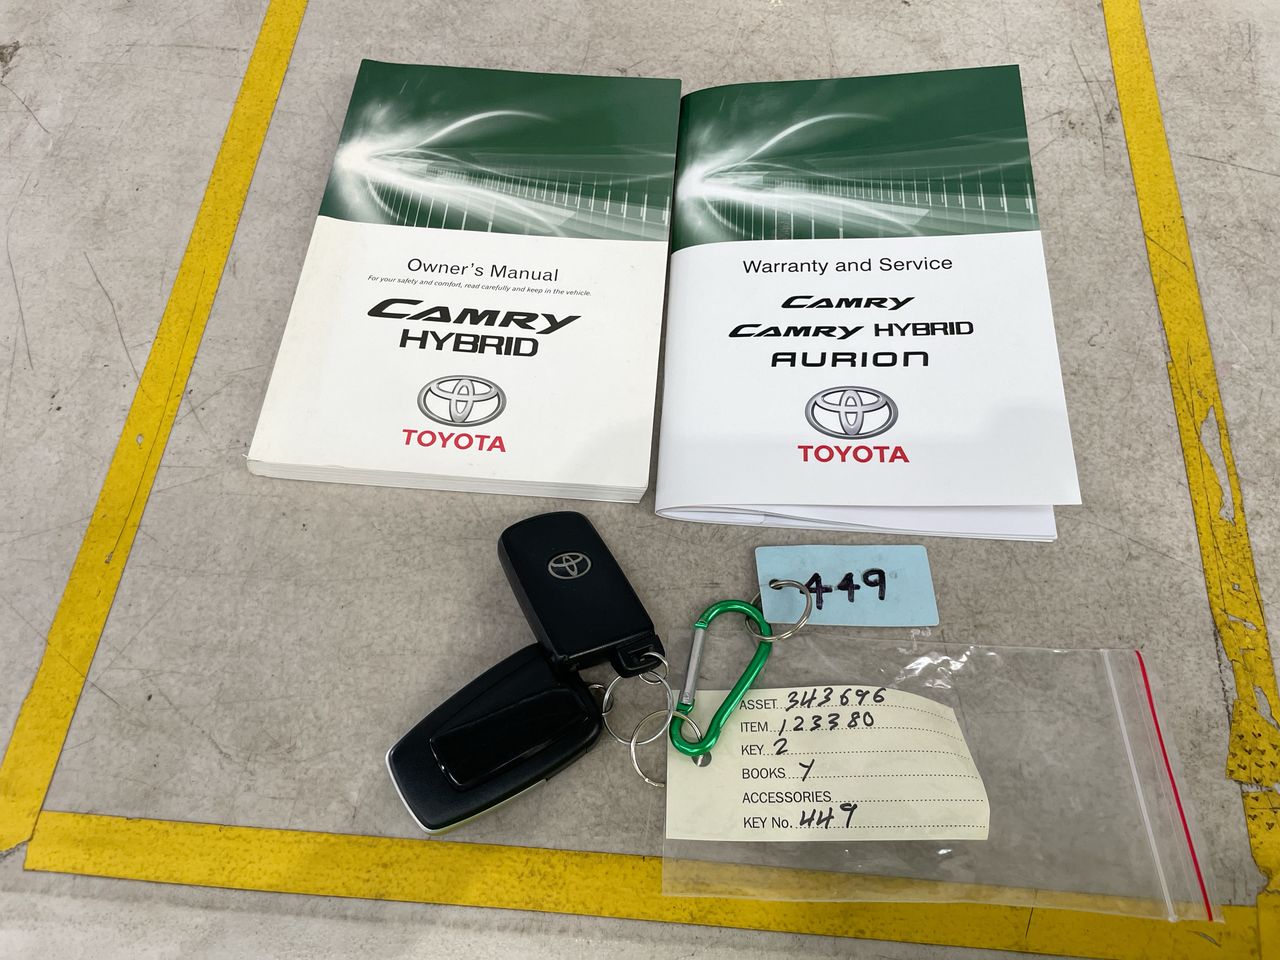 Owner's Manual
For your safety and comfort, read carefully and keep in the vehicle.
CAMRY
HYBRID
TOYOTA
Warranty and Service
CAMRY
CAMRY HYBRID
AURION
TOYOTA
449
ASSET 343696
ITEM 123380
KEY 2
BOOKS Y
ACCESSORIES
KEY No. 449